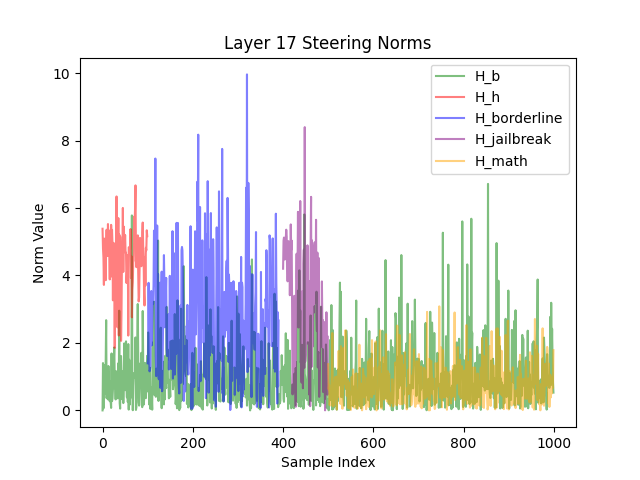 Layer 17 Steering Norms
H_b
H_h
H_borderline
H_jailbreak
H_math
10
8
6
4
2
0
Norm Value
0
200
400
600
800
1000
Sample Index